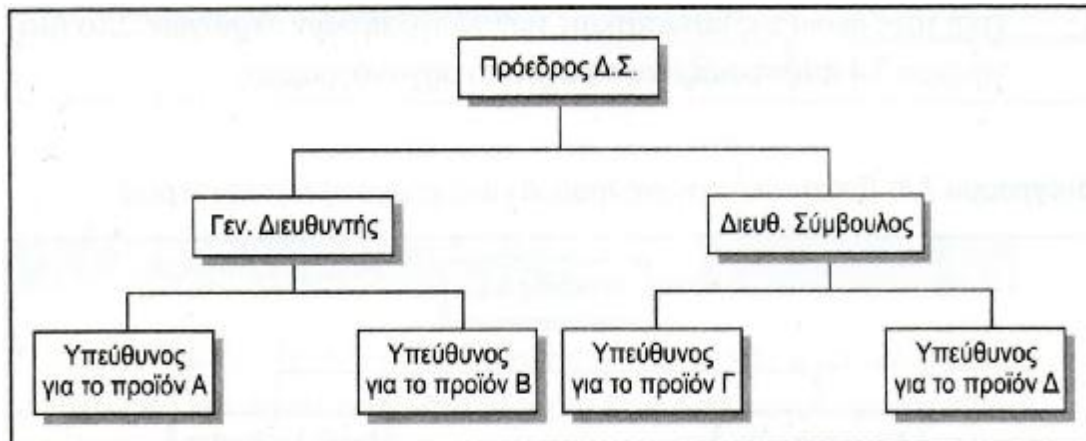 Πρόεδρος Δ.Σ.
Γεν. Διευθυντής
Διευθ. Σύμβουλος
Υπεύθυνος
για το προϊόν Α
Υπεύθυνος
για το προϊόν Β
Υπεύθυνος
για το προϊόν Γ
Υπεύθυνος
για το προϊόν Δ